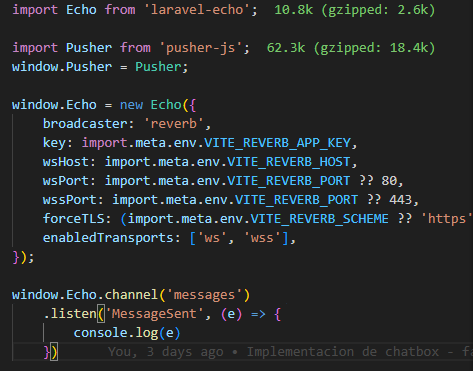 import Echo from 'laravel-echo';  10.8k (gzipped: 2.6k)
import Pusher from 'pusher-js';  62.3k (gzipped: 18.4k)
window.Pusher = Pusher;
window.Echo = new Echo({
    broadcaster: 'reverb',
    key: import.meta.env.VITE_REVERB_APP_KEY,
    wsHost: import.meta.env.VITE_REVERB_HOST,
    wsPort: import.meta.env.VITE_REVERB_PORT ?? 80,
    wssPort: import.meta.env.VITE_REVERB_PORT ?? 443,
    forceTLS: (import.meta.env.VITE_REVERB_SCHEME ?? 'https'
    enabledTransports: ['ws', 'wss'],
});
window.Echo.channel('messages')
    .listen('MessageSent', (e) => {
        console.log(e)
    })    You, 3 days ago • Implementacion de chatbox - fa